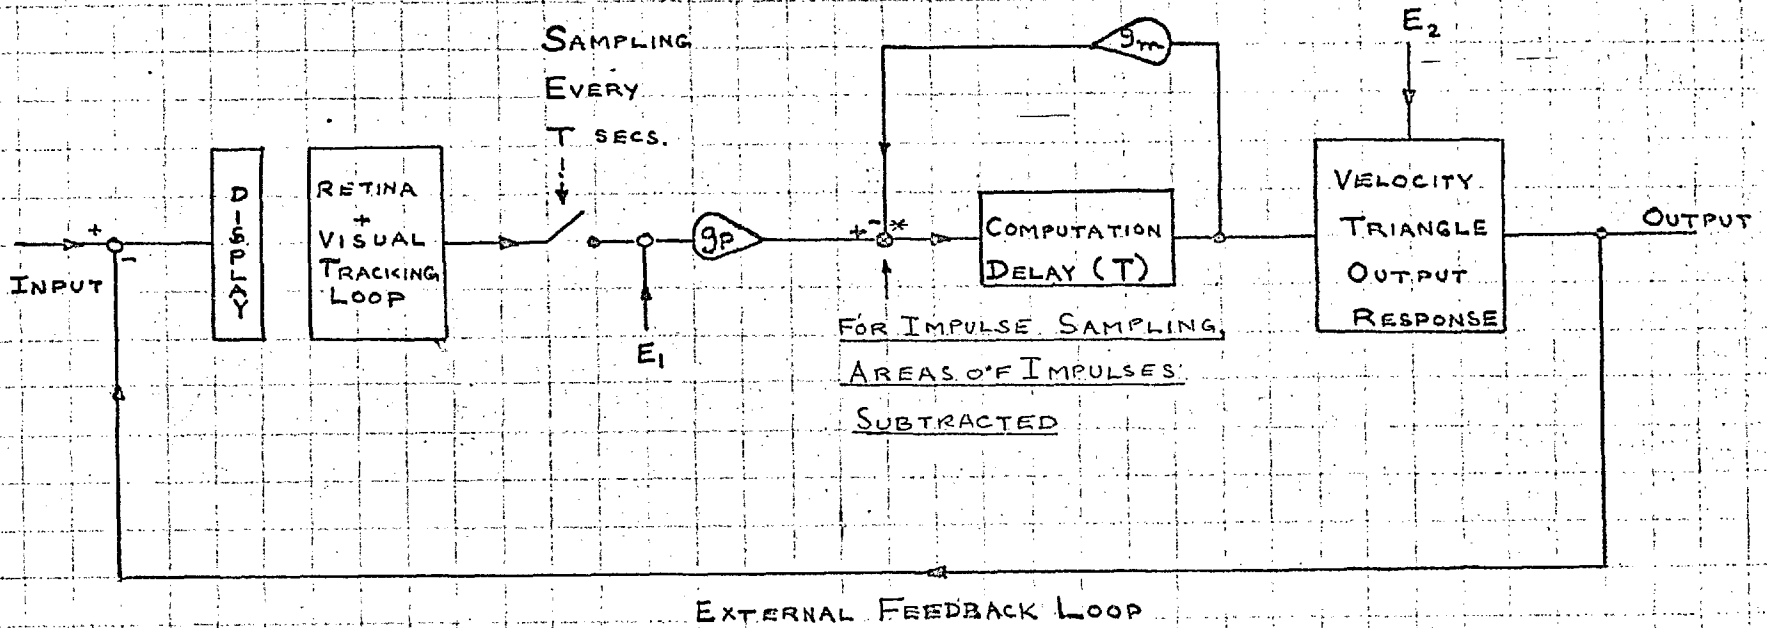 SAMPLING
EVERY
T SECS.
gm
E2
INPUT
+
-
DISPLAY
RETINA
+
VISUAL
TRACKING
LOOP
E1
gp
+
- *
COMPUTATION
DELAY (T)
FOR IMPULSE SAMPLING,
AREAS OF IMPULSES
SUBTRACTED
VELOCITY
TRIANGLE
OUTPUT
RESPONSE
OUTPUT
EXTERNAL FEEDBACK LOOP